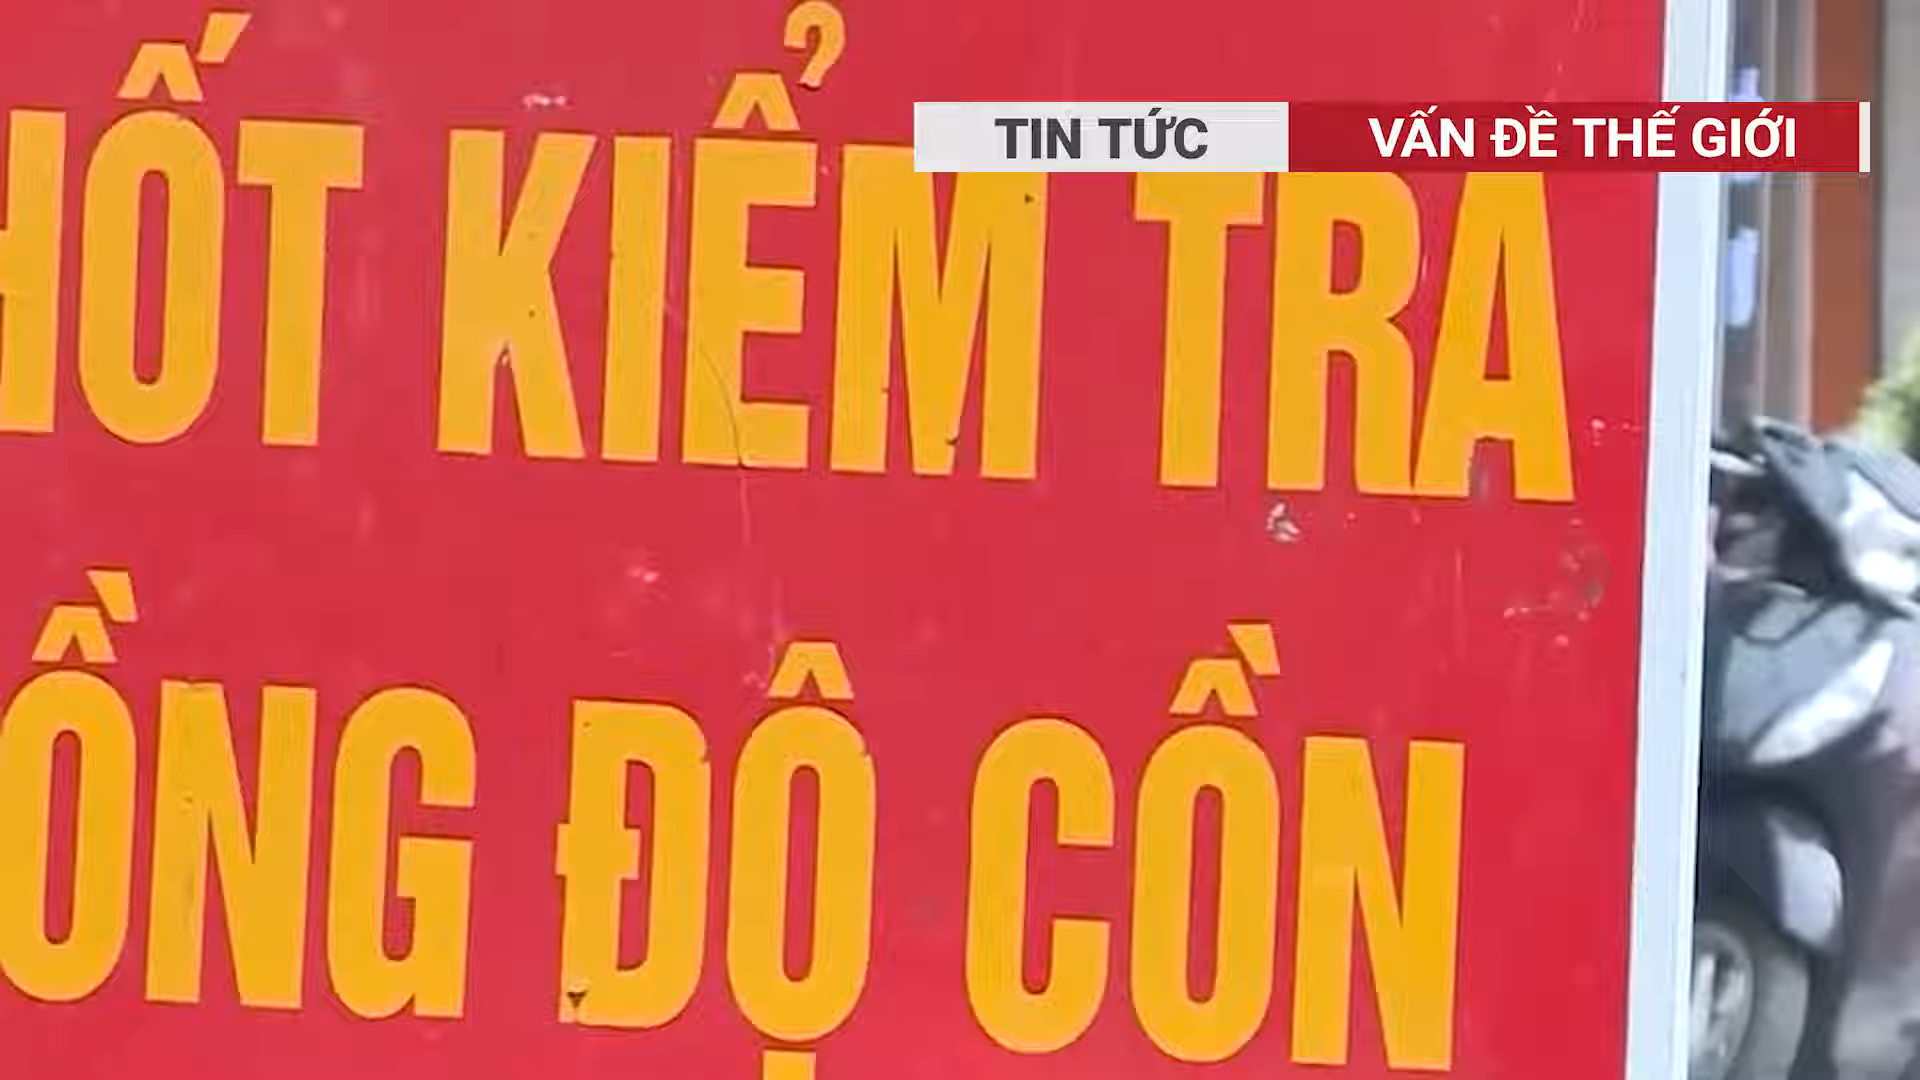 TIN TỨC VẤN ĐỀ THẾ GIỚI
HỐT KIỂM TRA
ỒNG ĐỘ CỒN